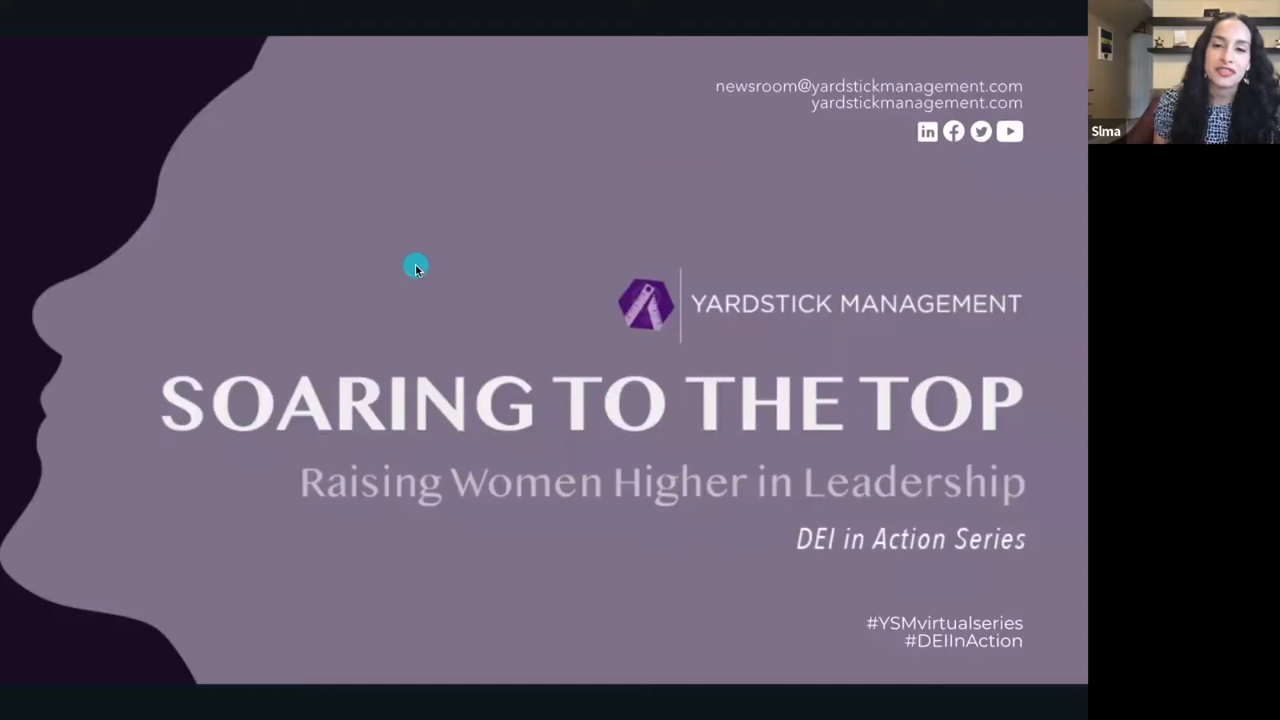 newsroom@yardstickmanagement.com
yardstickmanagement.com
in
Slma
YARDSTICK MANAGEMENT
SOARING TO THE TOP
Raising Women Higher in Leadership
DEI in Action Series
#YSMvirtualseries
#DEIInAction